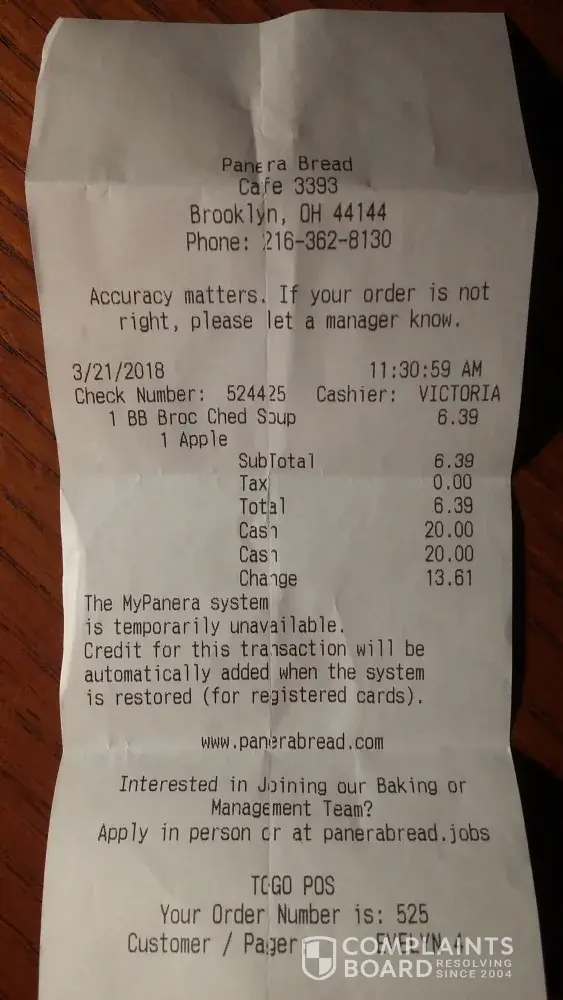 Panera Bread
Cafe 3393
Brooklyn, OH 44144
Phone: 216-362-8130
Accuracy matters. If your order is not
right, please let a manager know.
3/21/2018 11:30:59 AM
Check Number: 524425 Cashier: VICTORIA
1 BB Broc Ched Soup 6.39
1 Apple
SubTotal 6.39
Tax 0.00
Total 6.39
Cash 20.00
Cash 20.00
Change 13.61
The MyPanera system
is temporarily unavailable.
Credit for this transaction will be
automatically added when the system
is restored (for registered cards).
www.panerabread.com
Interested in Joining our Baking or
Management Team?
Apply in person or at panerabread.jobs
TOGO POS
Your Order Number is: 525
Customer / Pager: EVELYN 4
COMPLAINTS
BOARD RESOLVING
SINCE 2004